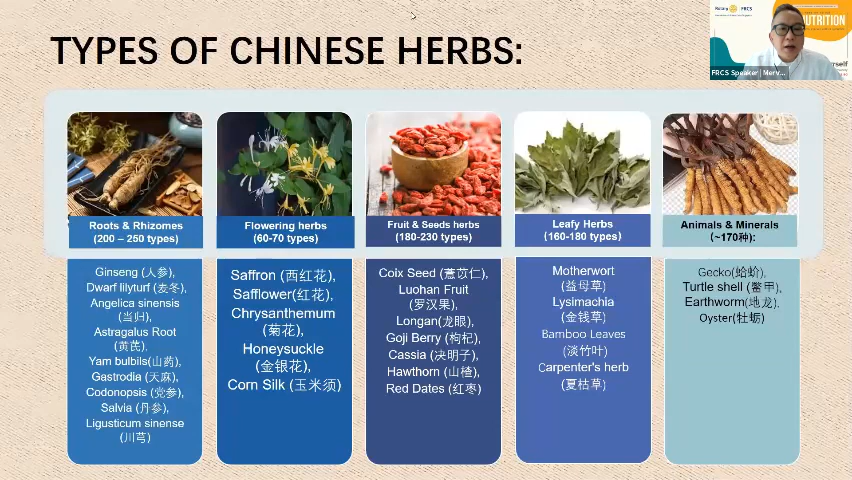 TYPES OF CHINESE HERBS:
Rotary
FRCS
NUTRITION
FRCS Speaker | Merv...
Roots & Rhizomes
(200 – 250 types)
Ginseng (人参),
Dwarf lilyturf (麦冬),
Angelica sinensis
(当归),
Astragalus Root
(黄芪),
Yam bulbils(山药),
Gastrodia (天麻),
Codonopsis (党参),
Salvia (丹参),
Ligusticum sinense
(川芎)
Flowering herbs
(60-70 types)
Saffron (西红花),
Safflower(红花),
Chrysanthemum
(菊花),
Honeysuckle
(金银花),
Corn Silk (玉米须)
Fruit & Seeds herbs
(180-230 types)
Coix Seed (薏苡仁),
Luohan Fruit
(罗汉果),
Longan(龙眼),
Goji Berry (枸杞),
Cassia (决明子),
Hawthorn (山楂),
Red Dates (红枣)
Leafy Herbs
(160-180 types)
Motherwort
(益母草)
Lysimachia
(金钱草)
Bamboo Leaves
(淡竹叶)
Carpenter's herb
(夏枯草)
Animals & Minerals
(~170种):
Gecko(蛤蚧),
Turtle shell (鳖甲),
Earthworm(地龙),
Oyster(牡蛎)